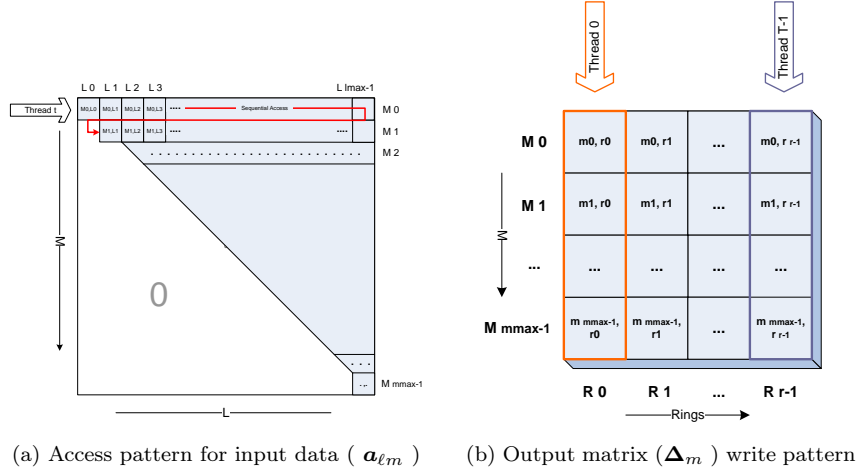 L 0 L 1 L 2 L 3 L lmax-1
Thread t
M0,L0 M0,L1 M0,L2 M0,L3 .... Sequential Access M 0
M1,L1 M1,L2 M1,L3 .... .... M 1
M 2
M
0
M mmax-1
L
(a) Access pattern for input data ( aℓm )
Thread 0
Thread T-1
M 0 m0, r0 m0, r1 ... m0, r r-1
M 1 m1, r0 m1, r1 ... m1, r r-1
M
... ... ... ... ...
M mmax-1 m mmax-1, r0 m mmax-1, r1 ... m mmax-1, r r-1
R 0 R 1 ... R r-1
Rings
(b) Output matrix (Δm ) write pattern